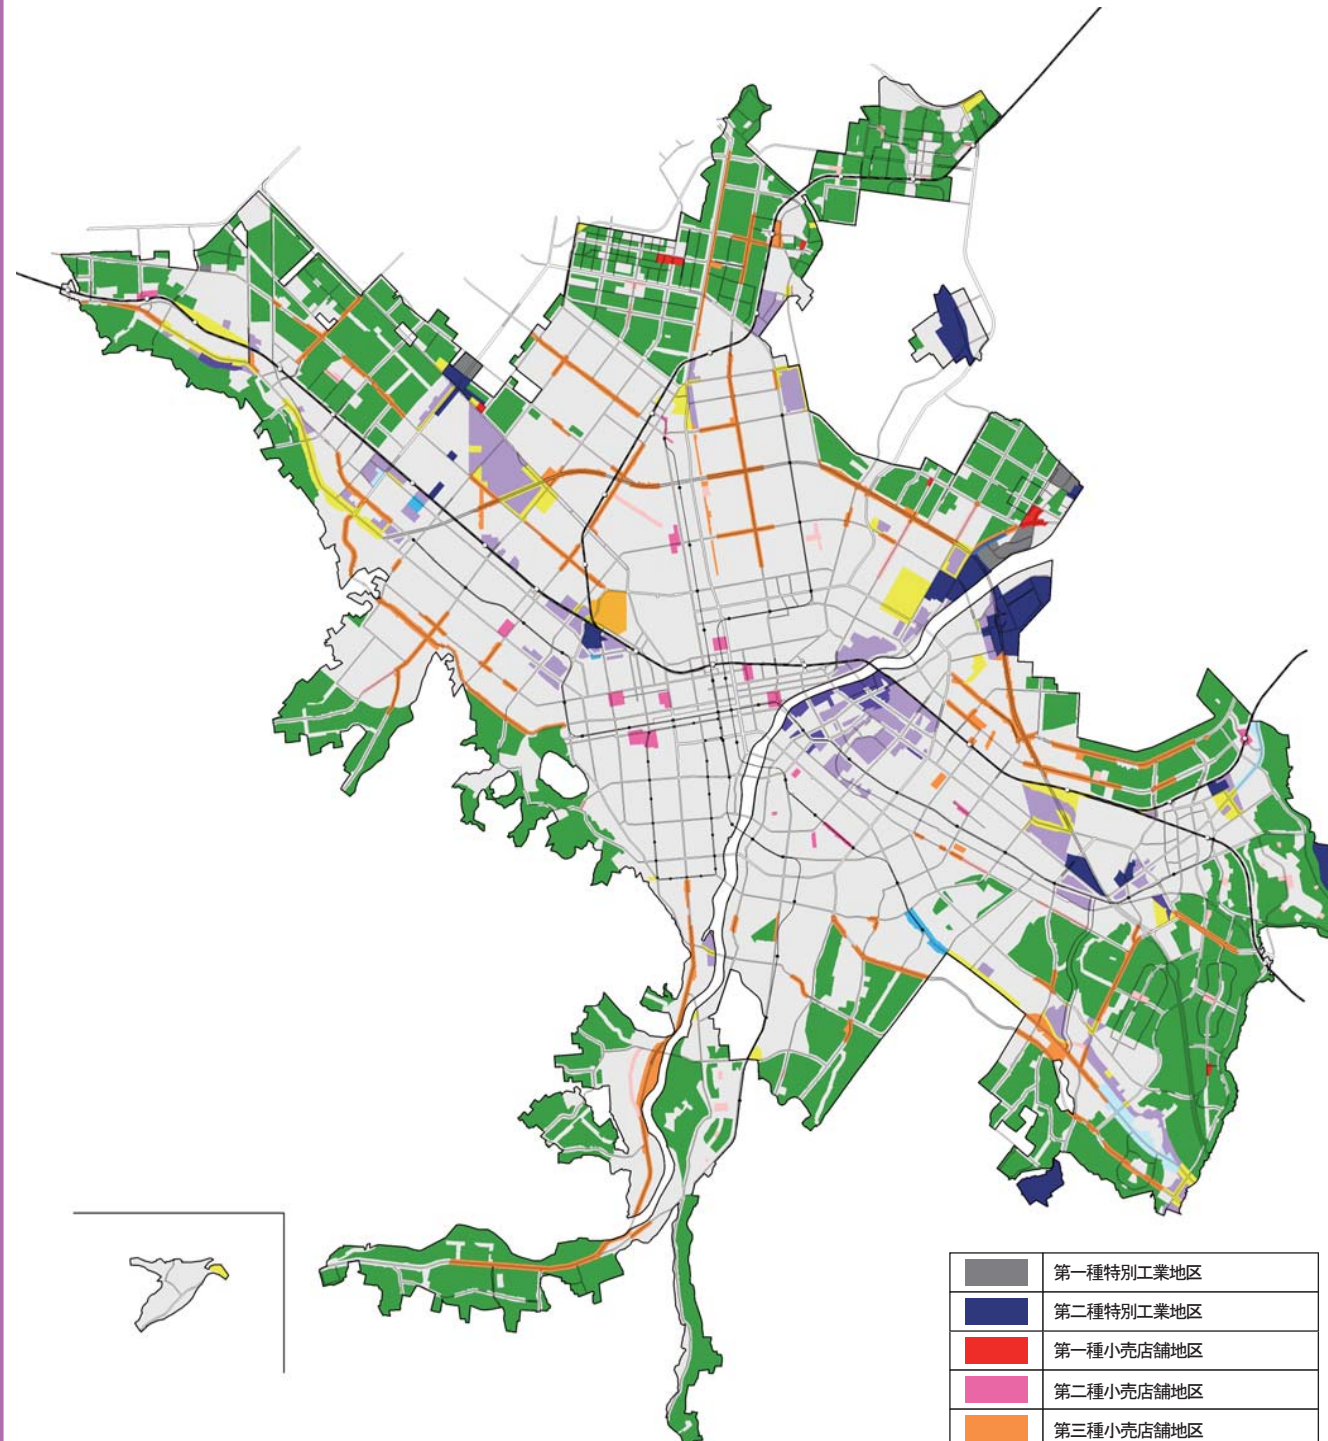 第一種特別工業地区
第二種特別工業地区
第一種小売店舗地区
第二種小売店舗地区
第三種小売店舗地区